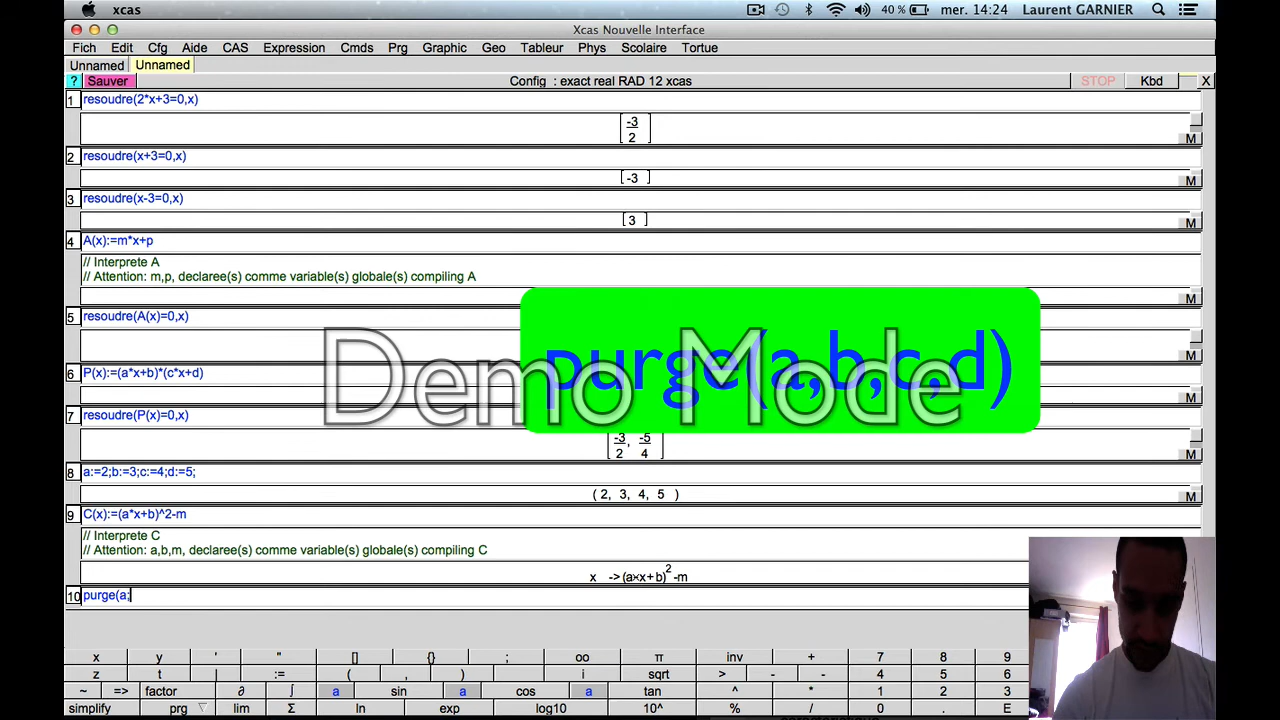 xcas 40 % mer. 14:24 Laurent GARNIER
Xcas Nouvelle Interface
Fich Edit Cfg Aide CAS Expression Cmds Prg Graphic Geo Tableur Phys Scolaire Tortue
Unnamed Unnamed
? Sauver Config : exact real RAD 12 xcas STOP Kbd X
1 resoudre(2*x+3=0,x)
[-3/2]
M
2 resoudre(x+3=0,x)
[ -3 ] M
3 resoudre(x-3=0,x)
[ 3 ] M
4 A(x):=m*x+p
// Interprete A
// Attention: m,p, declaree(s) comme variable(s) globale(s) compiling A
M
5 resoudre(A(x)=0,x)
M
purge(a,b,c,d)
Demo Mode
6 P(x):=(a*x+b)*(c*x+d)
M
7 resoudre(P(x)=0,x)
[-3/2, -5/4]
M
8 a:=2;b:=3;c:=4;d:=5;
( 2, 3, 4, 5 ) M
9 C(x):=(a*x+b)^2-m
// Interprete C
// Attention: a,b,m, declaree(s) comme variable(s) globale(s) compiling C
x ->(a×x+b)²-m
10 purge(a;
x y ' " [] {} ; oo π inv + 7 8 9
z t | := ( , ) i sqrt > - - 4 5 6
~ => factor ∂ ∫ a sin a cos a tan ^ * 1 2 3
simplify prg lim Σ ln exp log10 10^ % / 0 . E